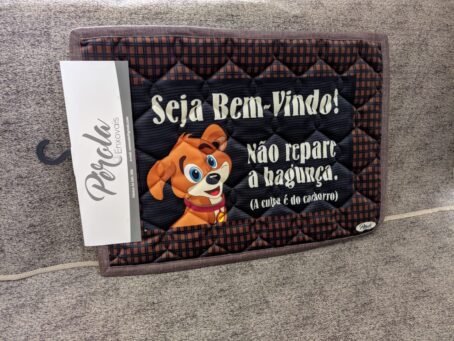 Seja Bem-Vindo!
Não repare
a bagunça.
(A culpa é do cachorro)
Pérola
Enxovais